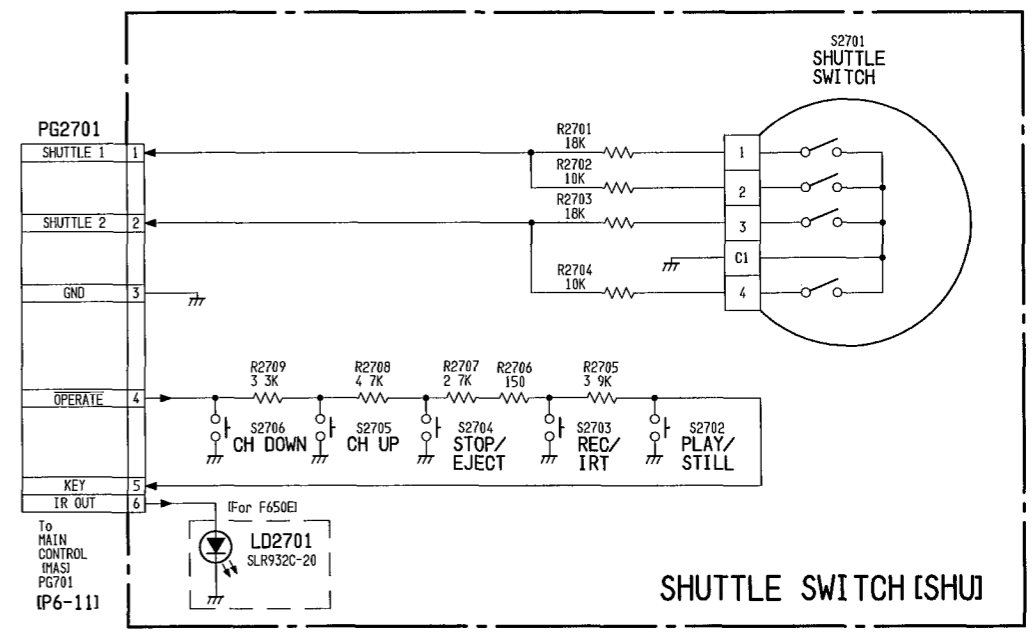 S2701
SHUTTLE
SWITCH
PG2701
SHUTTLE 1 1
R2701
18K
1
R2702
10K
2
SHUTTLE 2 2
R2703
18K
3
C1
R2704
10K
4
GND 3
R2709
3 3K
R2708
4 7K
R2707
2 7K
R2706
150
R2705
3 9K
OPERATE 4
S2706
CH DOWN
S2705
CH UP
S2704
STOP/
EJECT
S2703
REC/
IRT
S2702
PLAY/
STILL
KEY 5
IR OUT 6
[For F650E]
LD2701
SLR932C-20
To
MAIN
CONTROL
[MAS]
PG701
[P6-11]
SHUTTLE SWITCH [SHU]